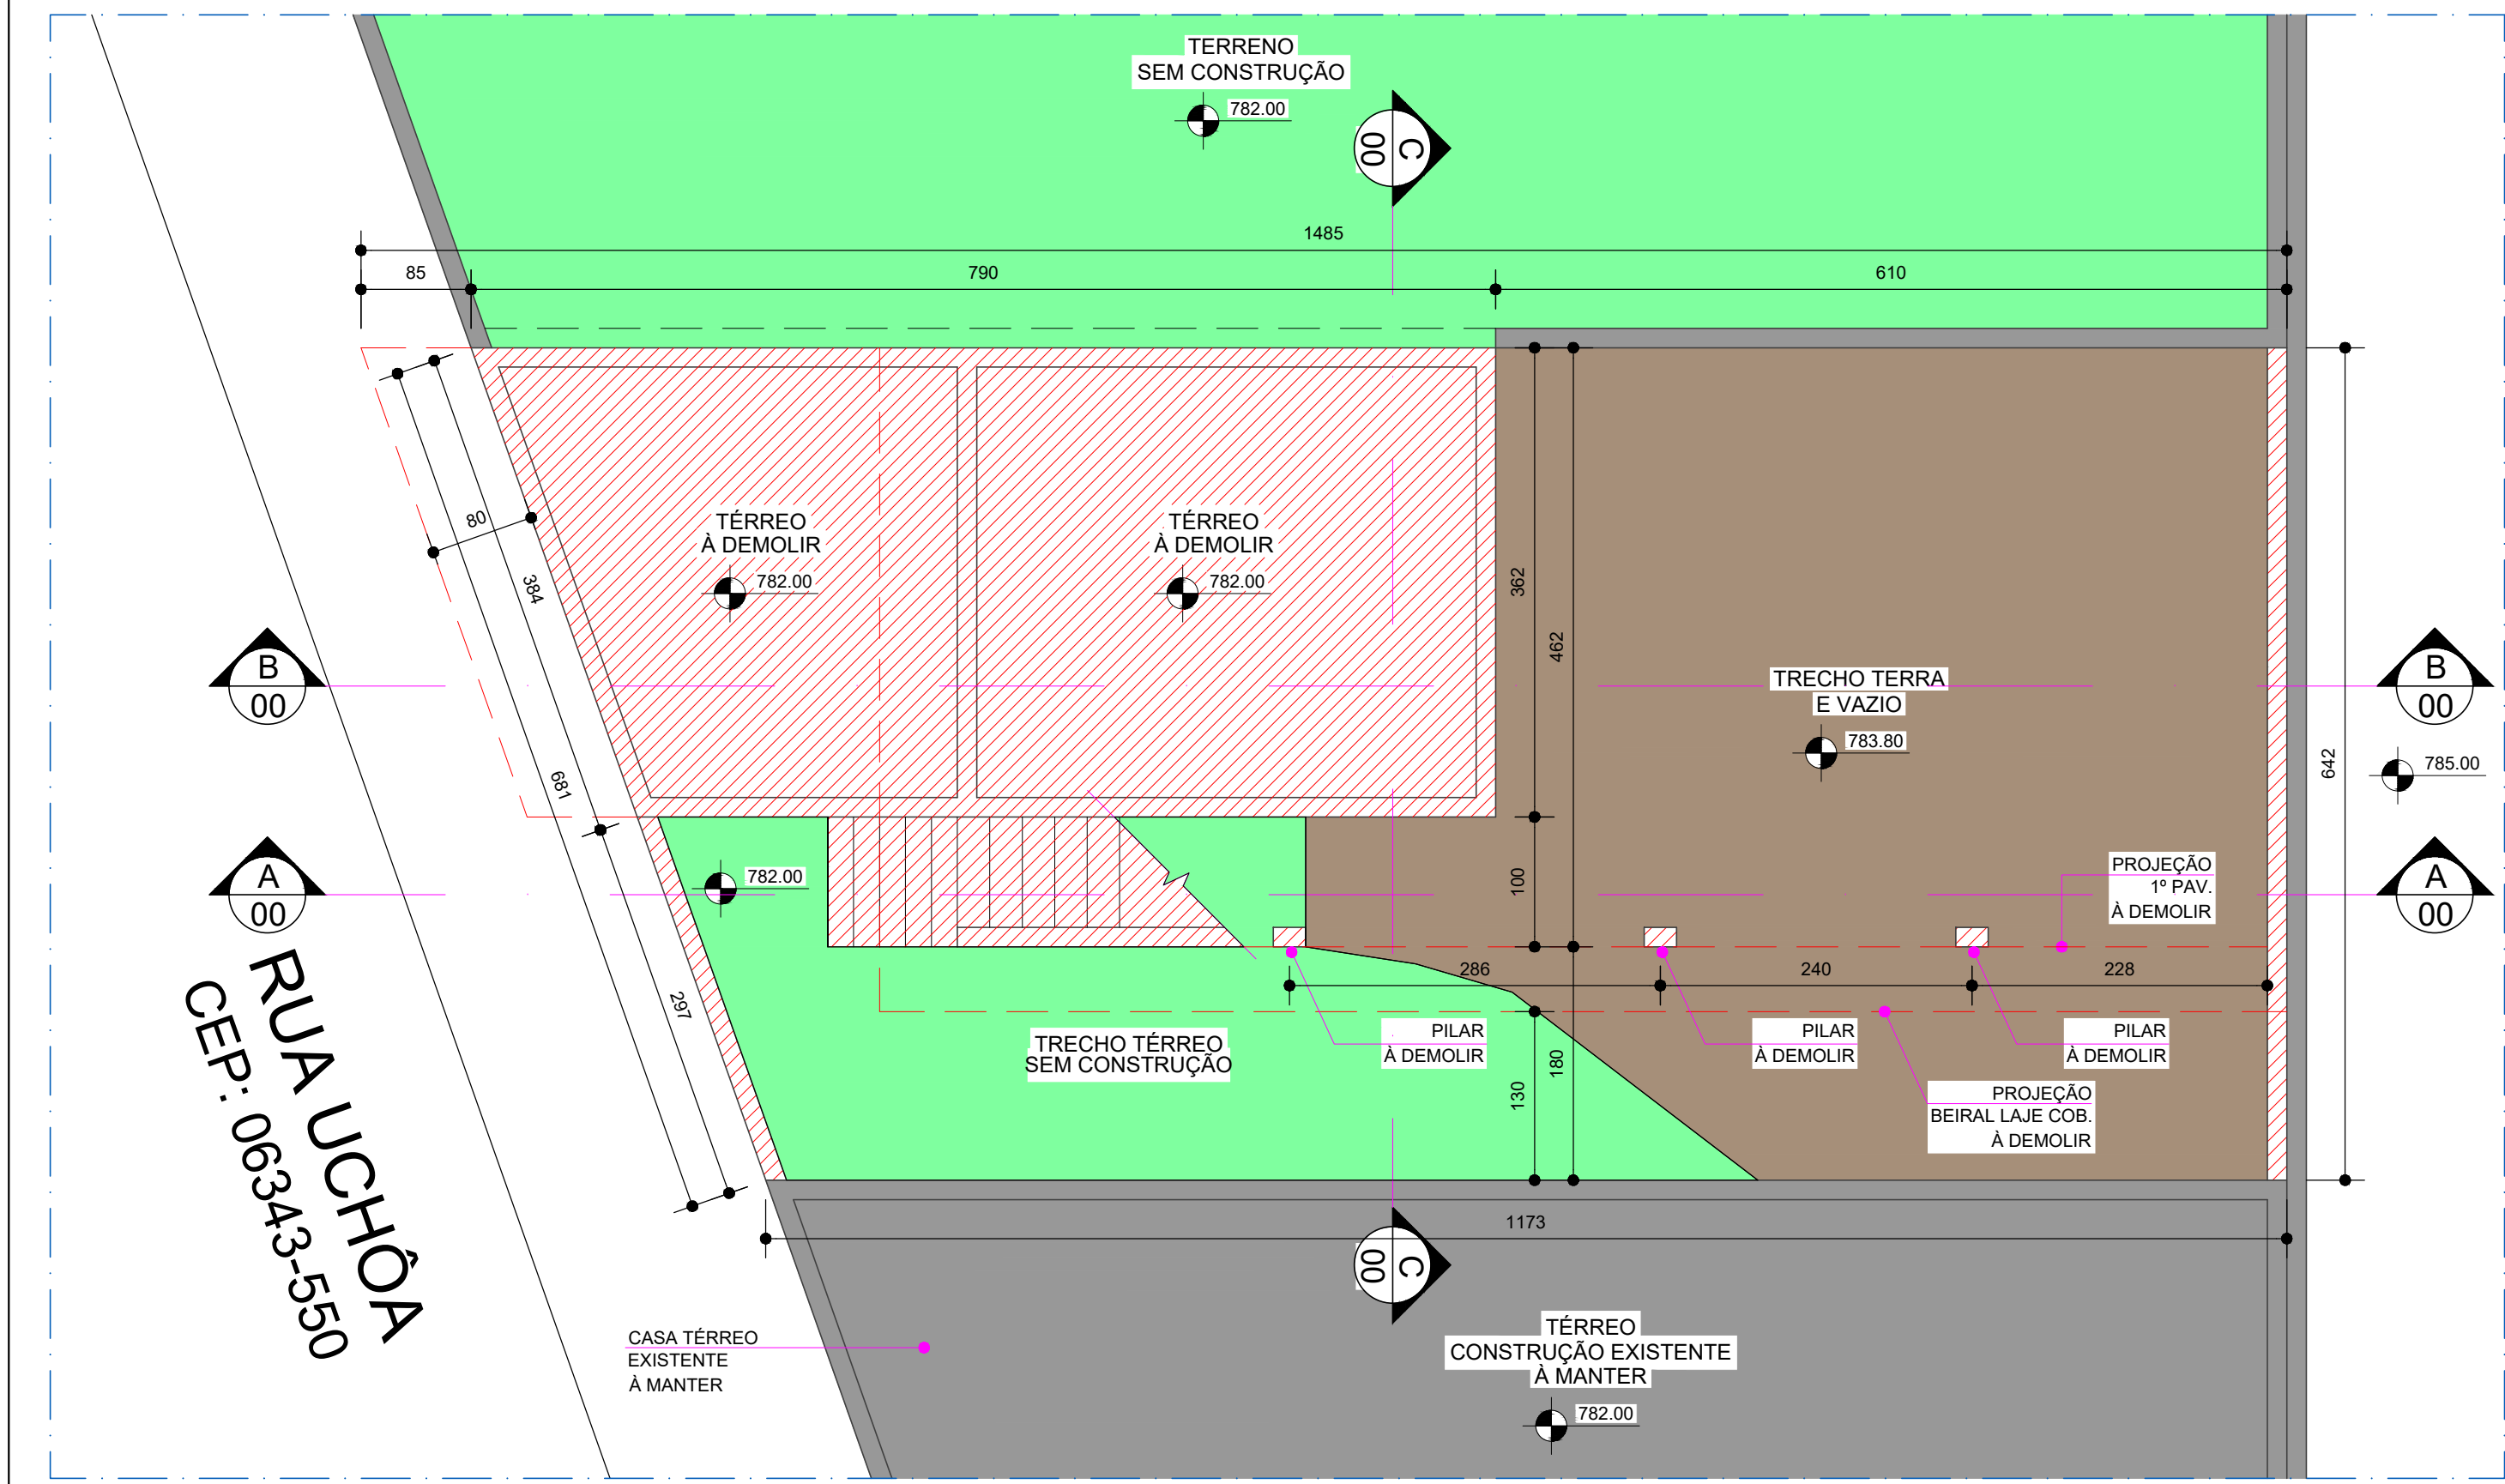 TERRENO
SEM CONSTRUÇÃO
782.00
C
00
1485
85
790
610
TÉRREO
À DEMOLIR
782.00
TÉRREO
À DEMOLIR
782.00
80
384
681
297
362
462
100
642
B
00
TRECHO TERRA
E VAZIO
783.80
B
00
785.00
A
00
782.00
PROJEÇÃO
1º PAV.
À DEMOLIR
A
00
286
240
228
TRECHO TÉRREO
SEM CONSTRUÇÃO
PILAR
À DEMOLIR
PILAR
À DEMOLIR
PILAR
À DEMOLIR
130
180
PROJEÇÃO
BEIRAL LAJE COB.
À DEMOLIR
RUA UCHÔA
CEP: 06343-550
1173
C
00
CASA TÉRREO
EXISTENTE
À MANTER
TÉRREO
CONSTRUÇÃO EXISTENTE
À MANTER
782.00